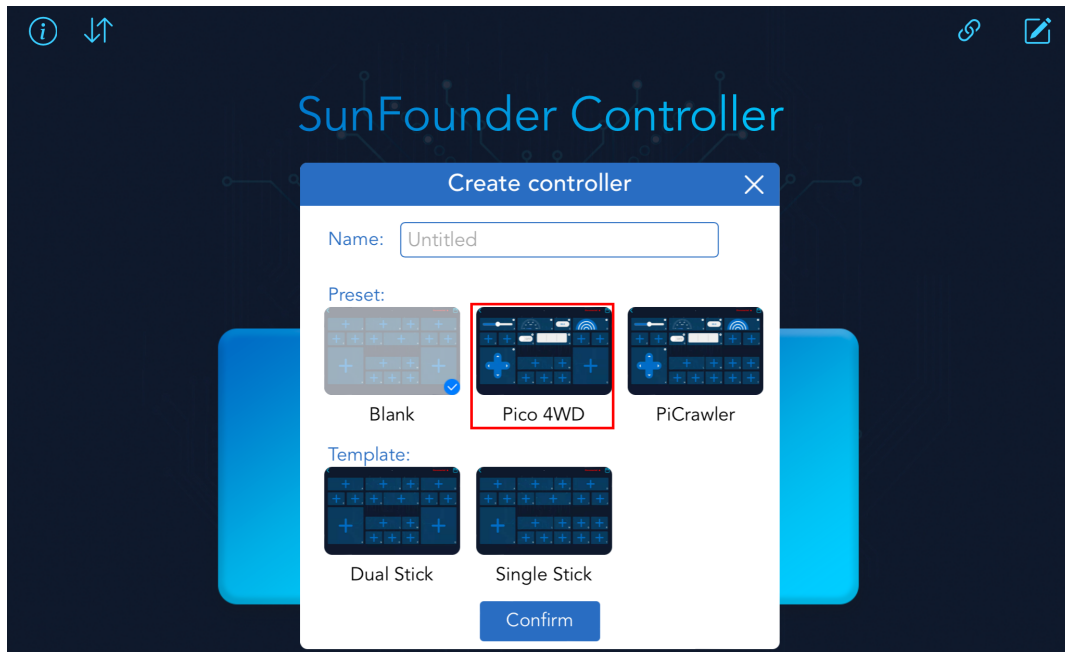 SunFounder Controller
Create controller
Name: Untitled
Preset:
Blank Pico 4WD PiCrawler
Template:
Dual Stick Single Stick
Confirm